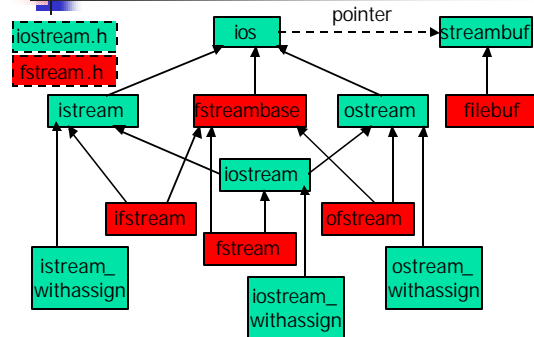 pointer
iostream.h
ios
streambuf
fstream.h
istream
fstreambase
ostream
filebuf
iostream
ifstream
ofstream
fstream
istream_
withassign
ostream_
withassign
iostream_
withassign